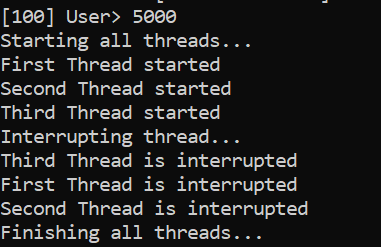 [100] User> 5000
Starting all threads...
First Thread started
Second Thread started
Third Thread started
Interrupting thread...
Third Thread is interrupted
First Thread is interrupted
Second Thread is interrupted
Finishing all threads...